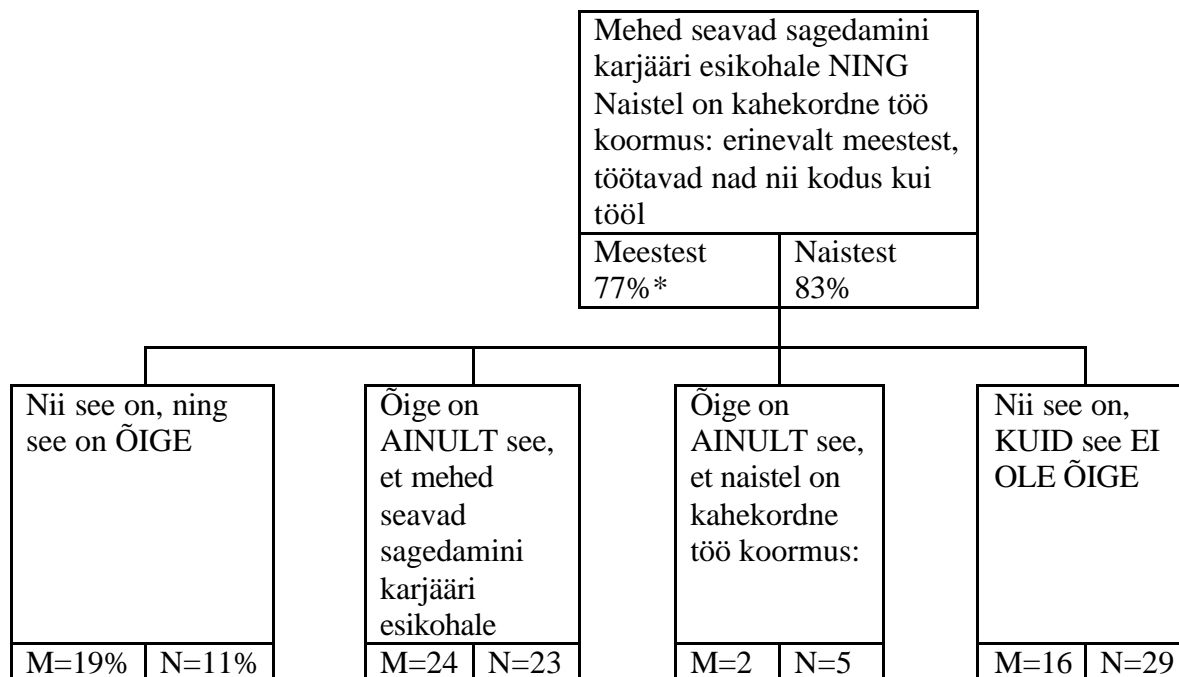 Mehed seavad sagedamini
karjääri esikohale NING
Naistel on kahekordne töö
koormus: erinevalt meestest,
töötavad nad nii kodus kui
tööl
Meestest
77%*
Naistest
83%
Nii see on, ning
see on ÕIGE
M=19%
N=11%
Õige on
AINULT see,
et mehed
seavad
sagedamini
karjääri
esikohale
M=24
N=23
Õige on
AINULT see,
et naistel on
kahekordne
töö koormus:
M=2
N=5
Nii see on,
KUID see EI
OLE ÕIGE
M=16
N=29